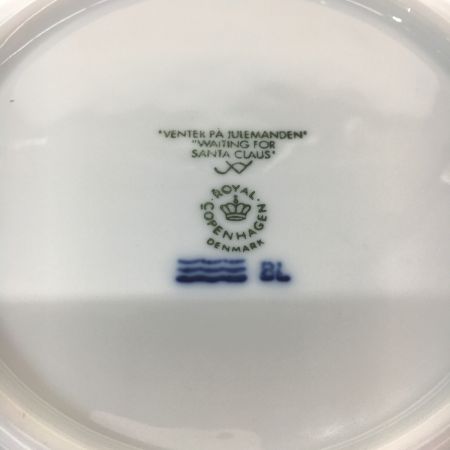 "VENTER PÅ JULEMANDEN"
"WAITING FOR
SANTA CLAUS"
ROYAL
COPENHAGEN
DENMARK
BL